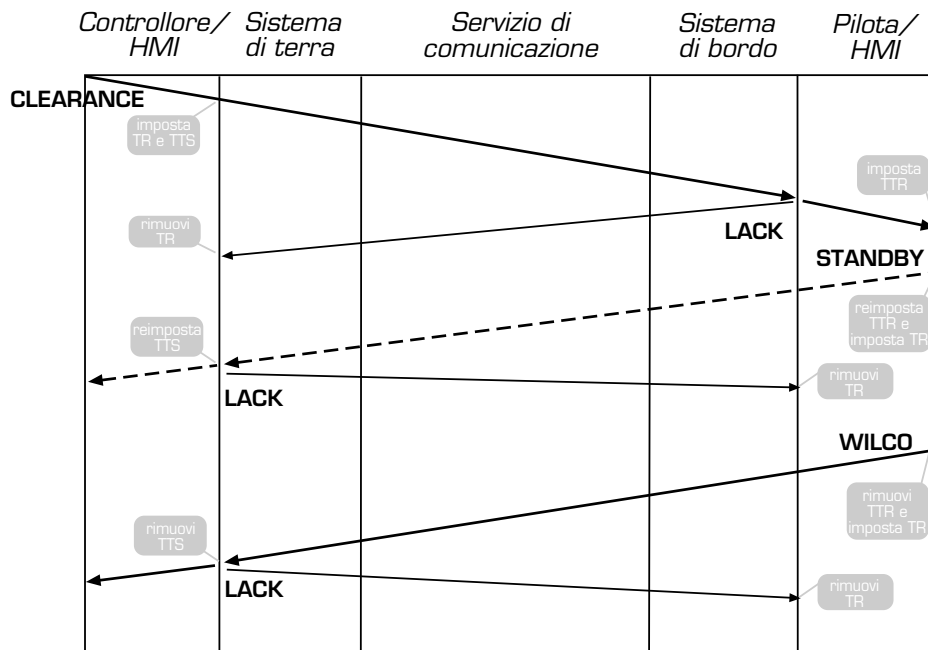 Controllore/
HMI
Sistema
di terra
Servizio di
comunicazione
Sistema
di bordo
Pilota/
HMI
CLEARANCE
imposta
TR e TTS
imposta
TTR
rimuovi
TR
LACK
STANDBY
reimposta
TTS
reimposta
TTR e
imposta TR
LACK
rimuovi
TR
WILCO
rimuovi
TTS
rimuovi
TTR e
imposta TR
LACK
rimuovi
TR